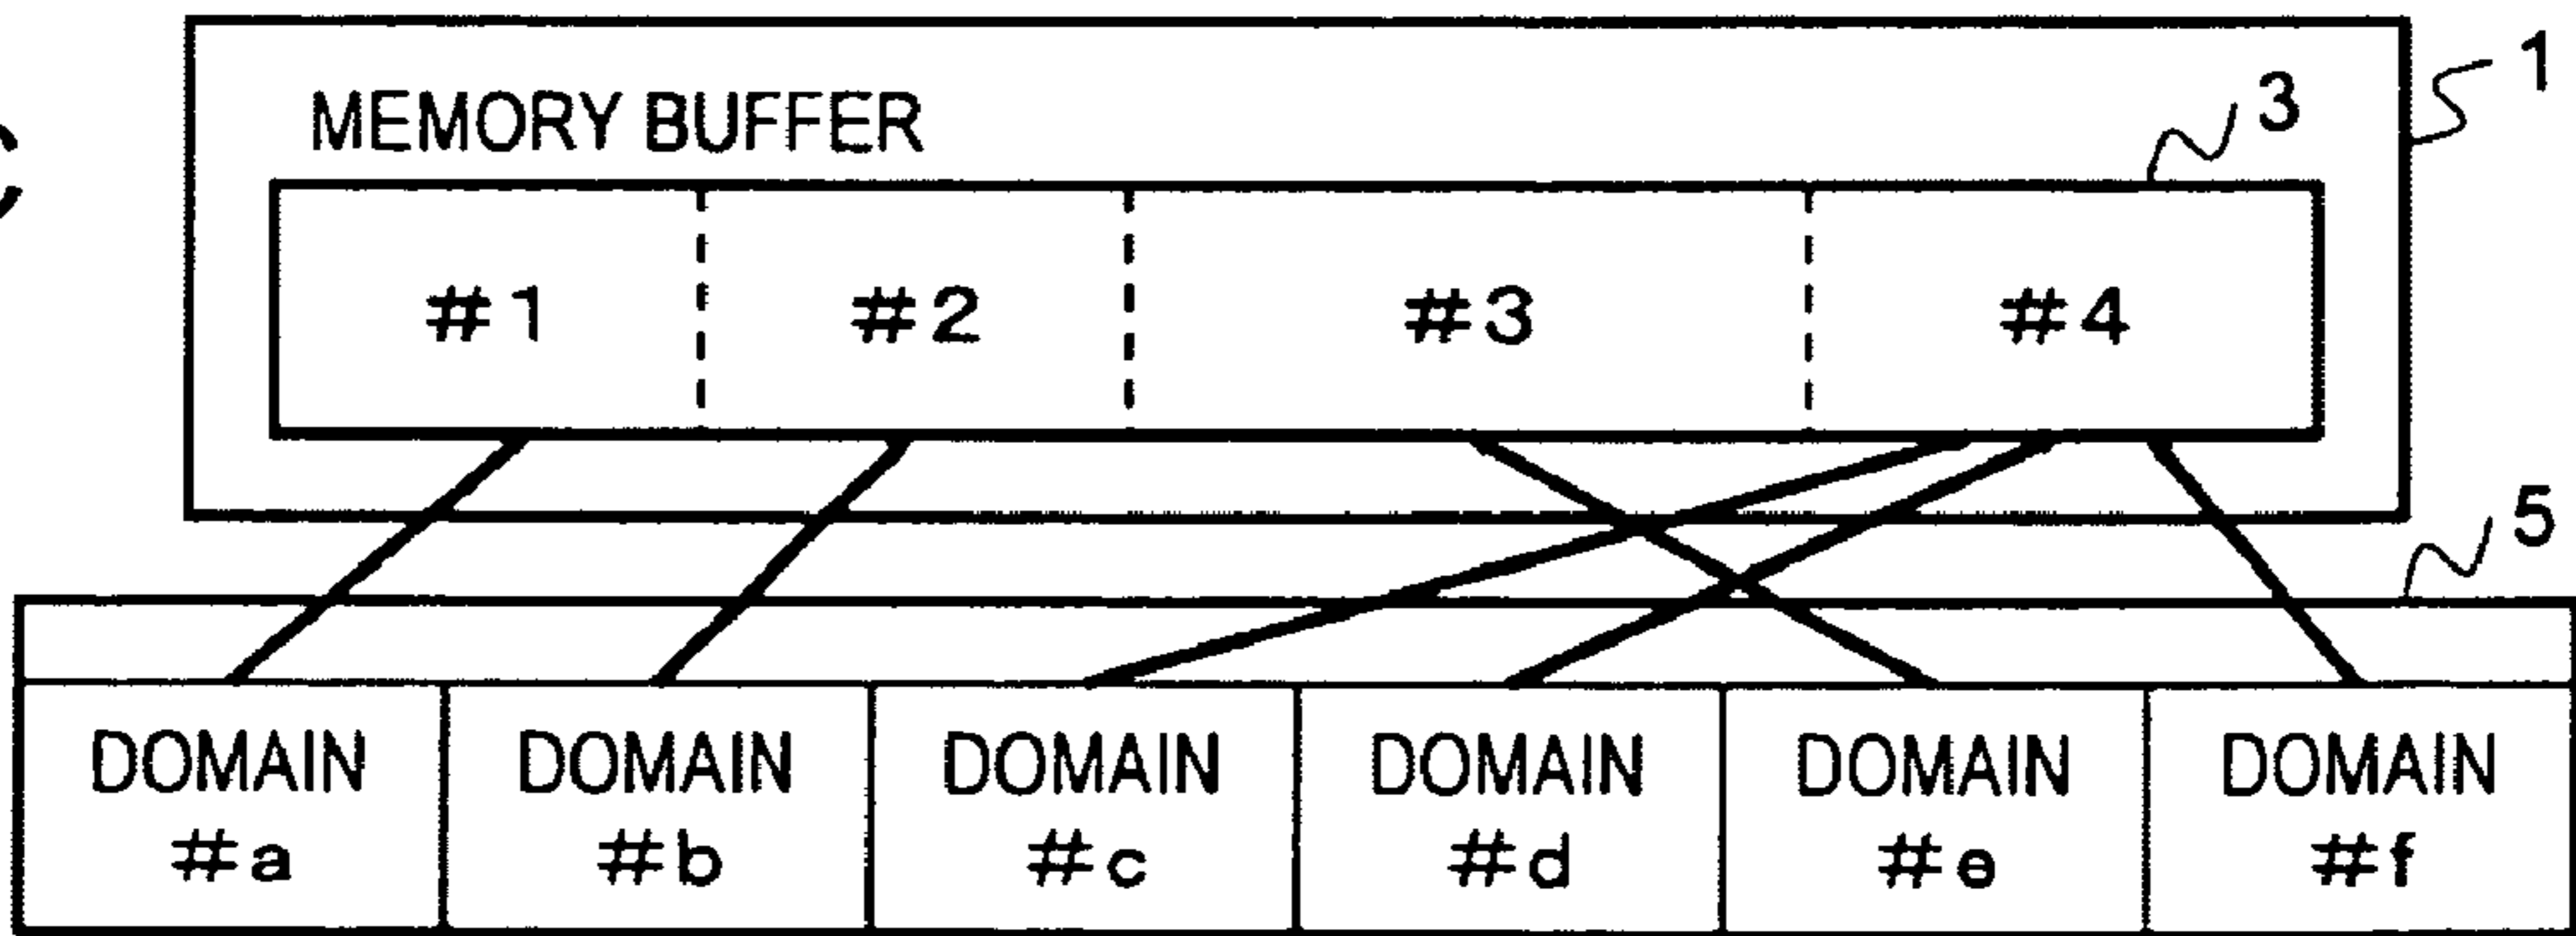 1
MEMORY BUFFER
3
#1 #2 #3 #4
5
DOMAIN DOMAIN DOMAIN DOMAIN DOMAIN DOMAIN
#a #b #c #d #e #f